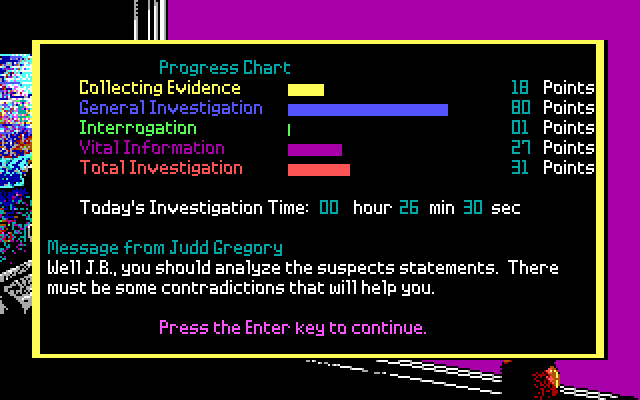 Progress Chart
Collecting Evidence 18 Points
General Investigation 80 Points
Interrogation 01 Points
Vital Information 27 Points
Total Investigation 31 Points
Today's Investigation Time: 00 hour 26 min 30 sec
Message from Judd Gregory
Well J.B., you should analyze the suspects statements. There
must be some contradictions that will help you.
Press the Enter key to continue.